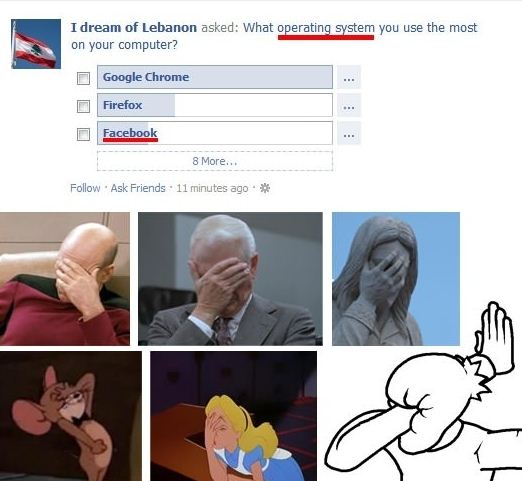 I dream of Lebanon asked: What operating system you use the most
on your computer?
Google Chrome
...
Firefox
...
Facebook
...
8 More...
Follow · Ask Friends · 11 minutes ago ·